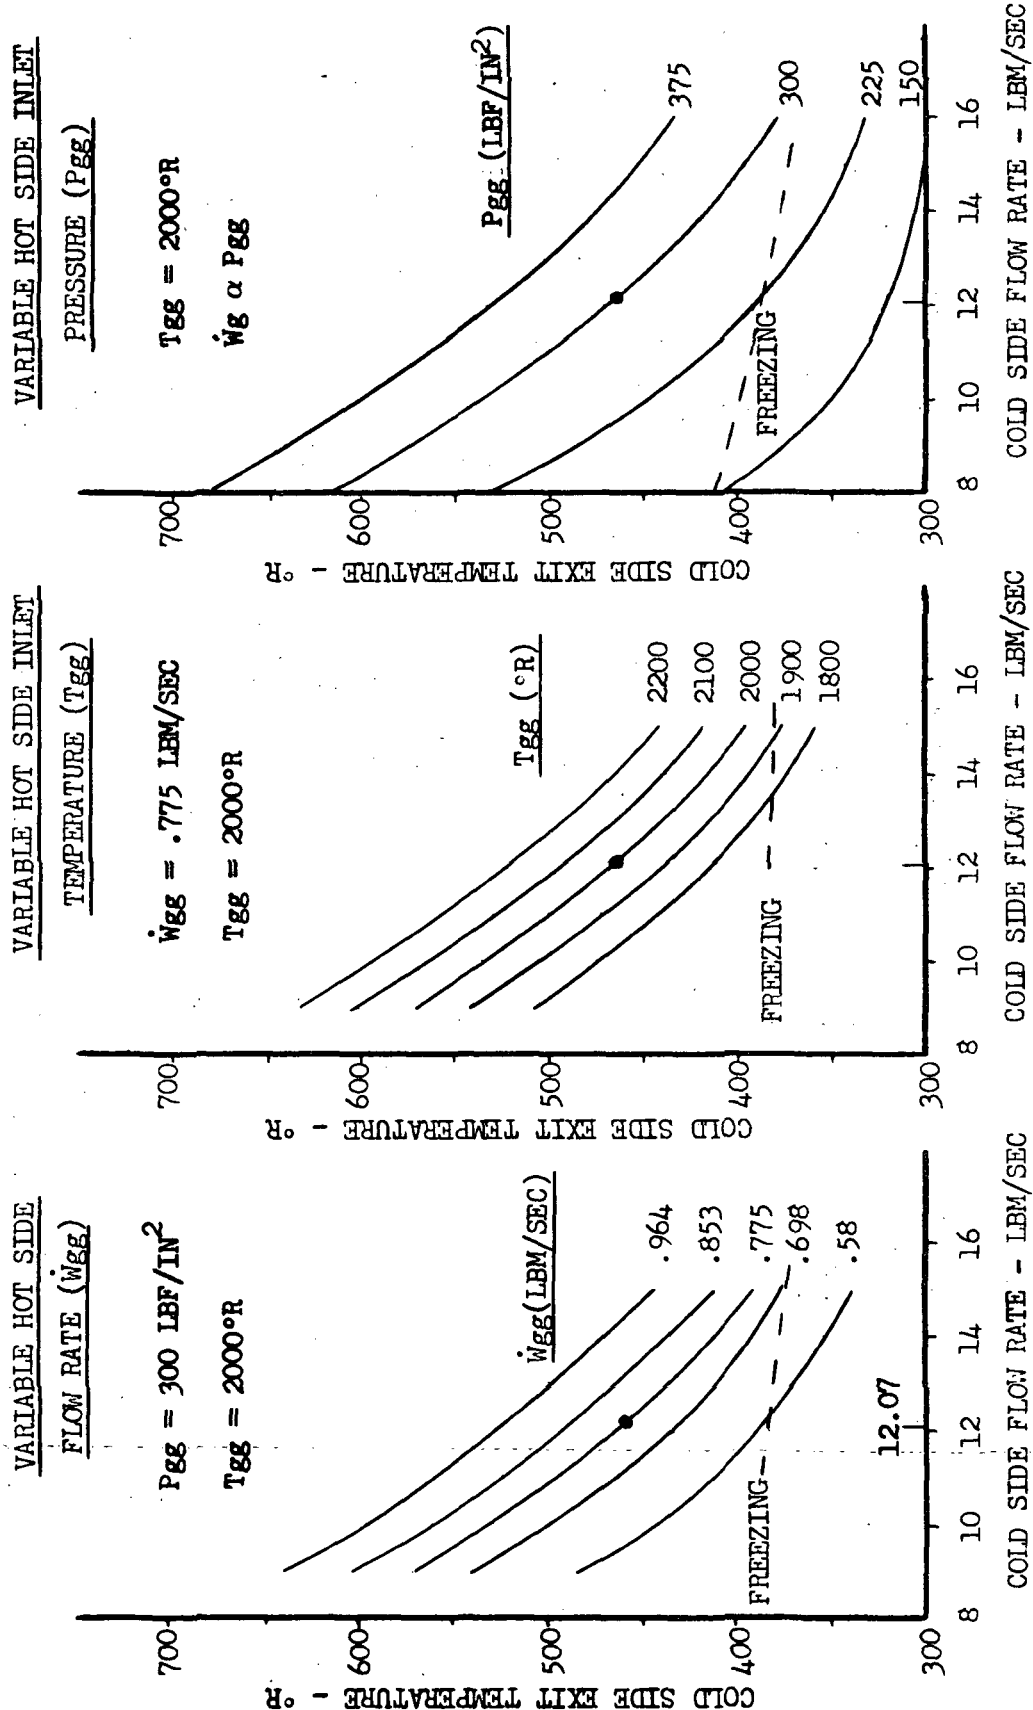 VARIABLE HOT SIDE
FLOW RATE (Ẇgg)
Pgg = 300 LBF/IN²
Tgg = 2000°R
Ẇgg(LBM/SEC)
.964
.853
.775
.698
.58
FREEZING
12.07
700
600
500
400
300
COLD SIDE EXIT TEMPERATURE - °R
8
10
12
14
16
COLD SIDE FLOW RATE - LBM/SEC
VARIABLE HOT SIDE INLET
TEMPERATURE (Tgg)
Ẇgg = .775 LBM/SEC
Tgg = 2000°R
Tgg (°R)
2200
2100
2000
1900
1800
FREEZING
700
600
500
400
300
COLD SIDE EXIT TEMPERATURE - °R
8
10
12
14
16
COLD SIDE FLOW RATE - LBM/SEC
VARIABLE HOT SIDE INLET
PRESSURE (Pgg)
Tgg = 2000°R
Ẇg α Pgg
Pgg (LBF/IN²)
375
300
225
150
FREEZING
700
600
500
400
300
COLD SIDE EXIT TEMPERATURE - °R
8
10
12
14
16
COLD SIDE FLOW RATE - LBM/SEC